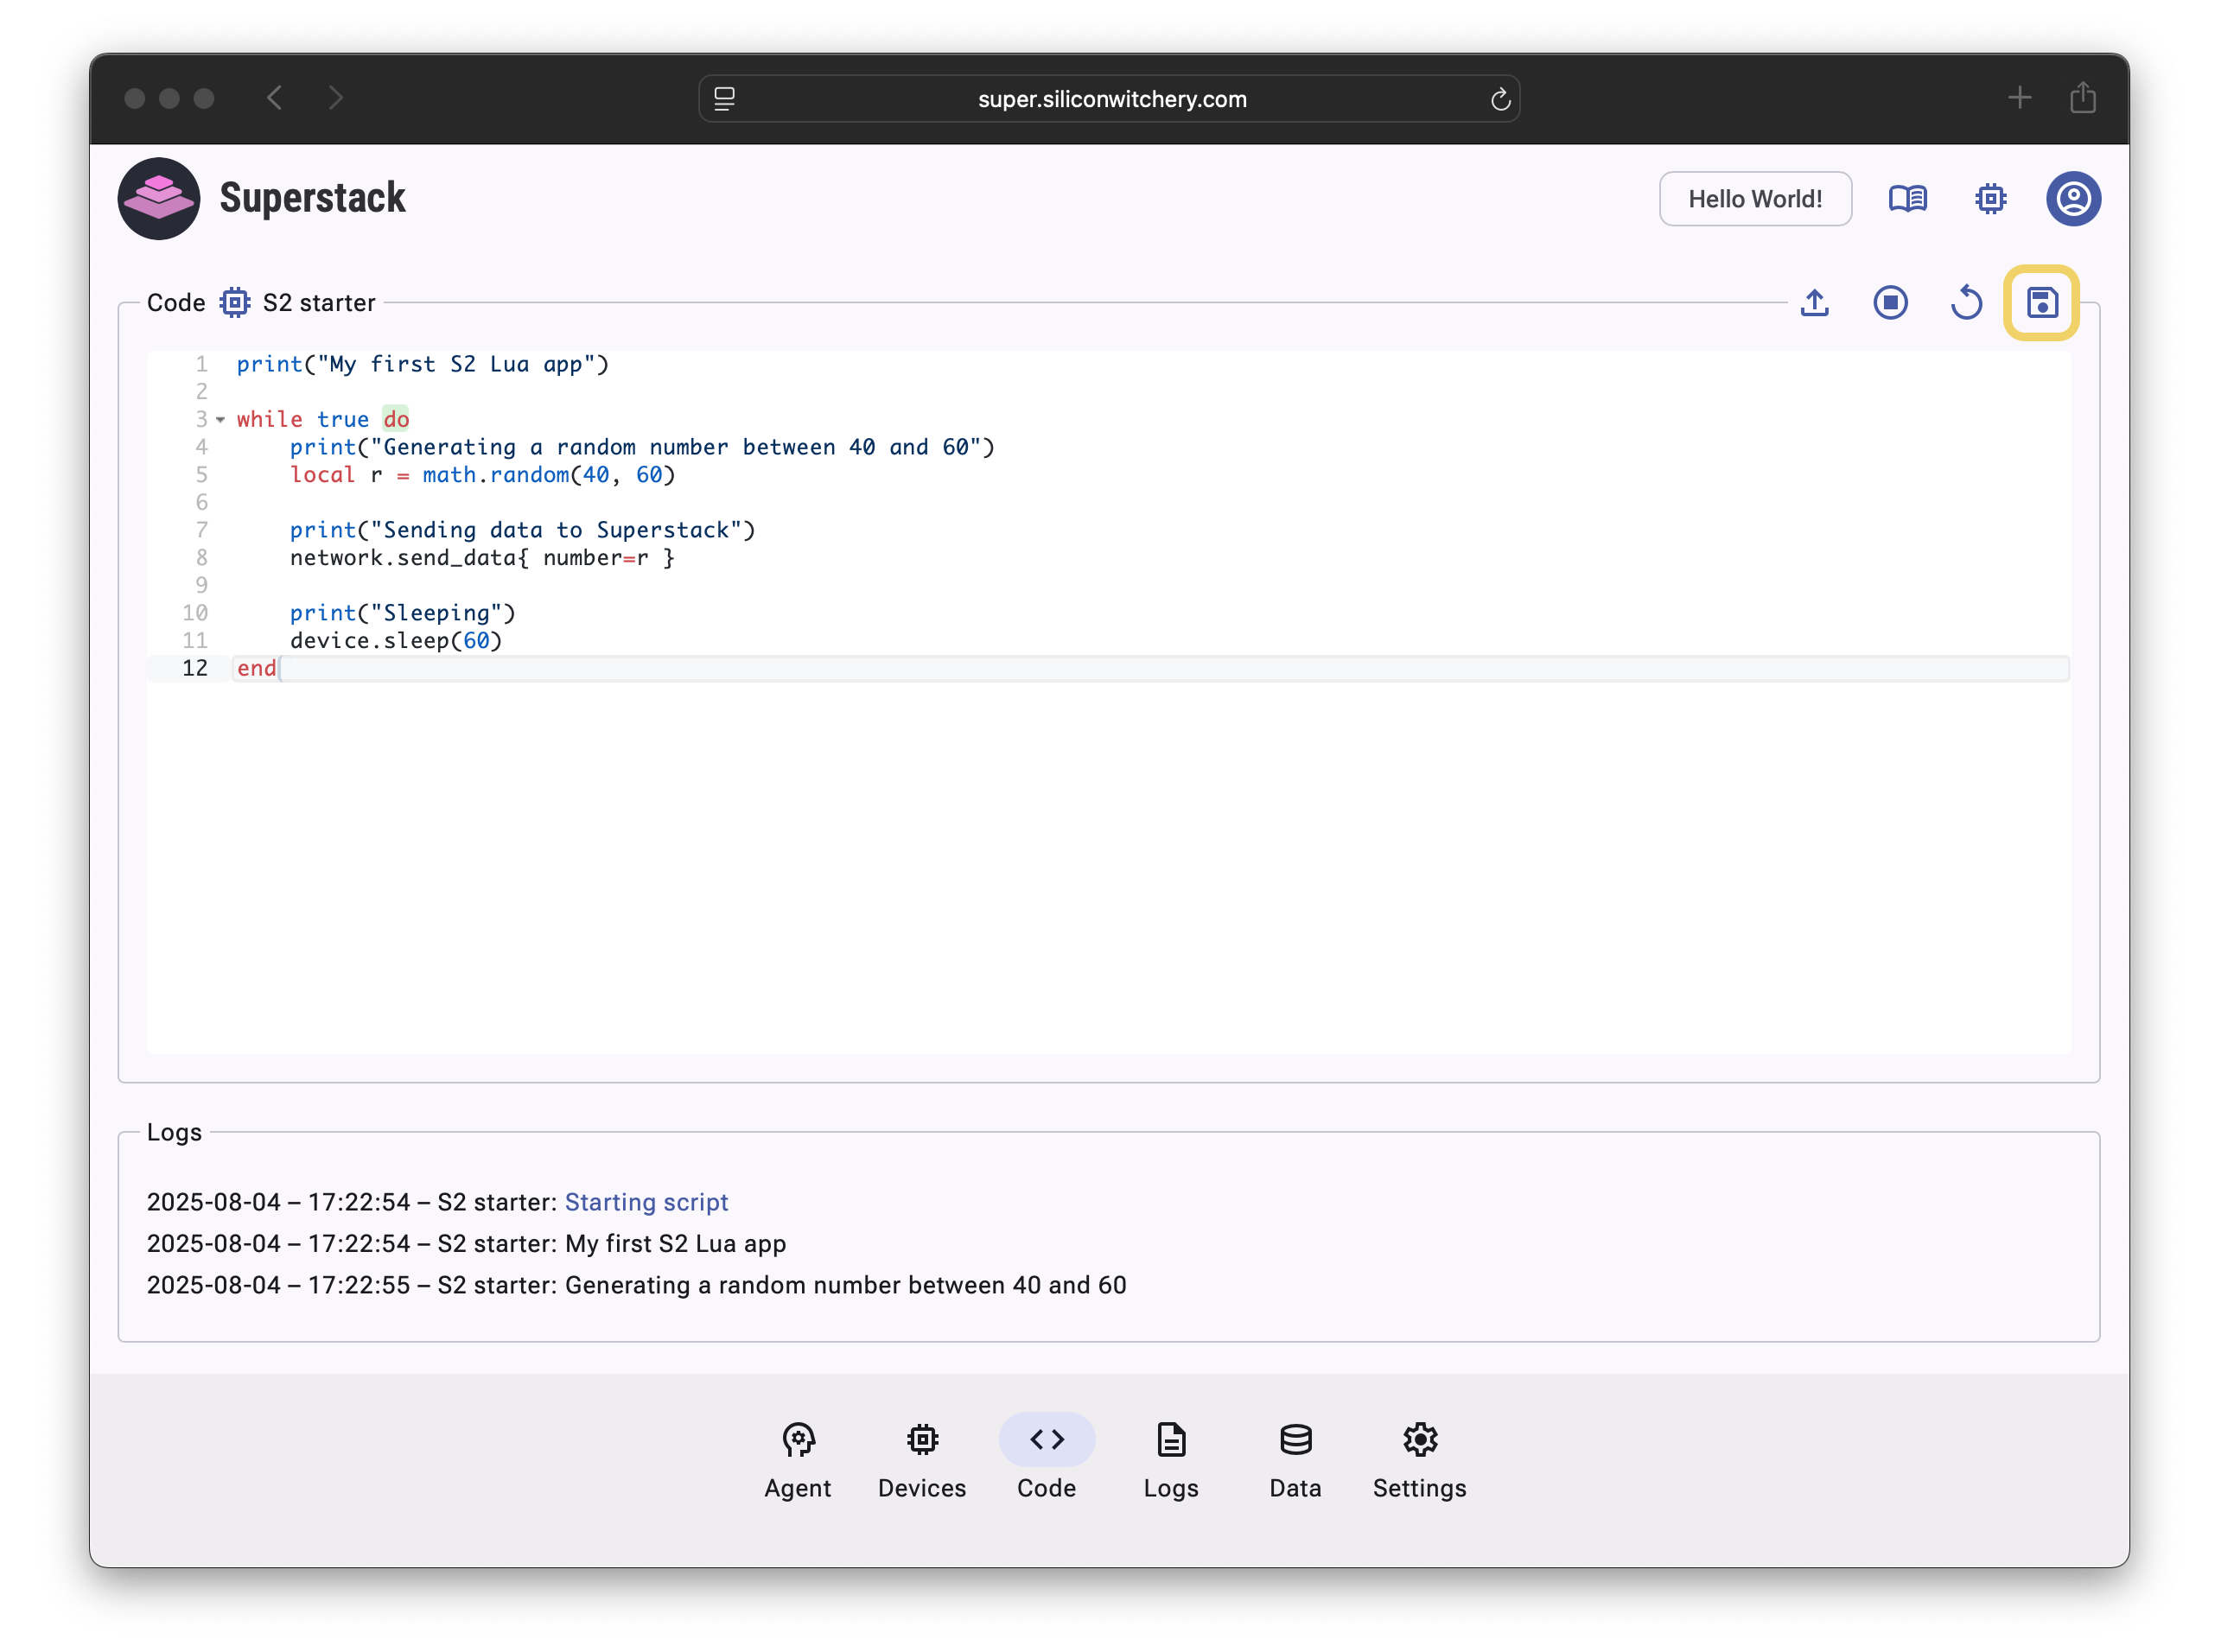 super.siliconwitchery.com
Superstack
Hello World!
Code S2 starter
1 print("My first S2 Lua app")
2
3 while true do
4     print("Generating a random number between 40 and 60")
5     local r = math.random(40, 60)
6
7     print("Sending data to Superstack")
8     network.send_data{ number=r }
9
10     print("Sleeping")
11     device.sleep(60)
12 end
Logs
2025-08-04 – 17:22:54 – S2 starter: Starting script
2025-08-04 – 17:22:54 – S2 starter: My first S2 Lua app
2025-08-04 – 17:22:55 – S2 starter: Generating a random number between 40 and 60
Agent Devices Code Logs Data Settings